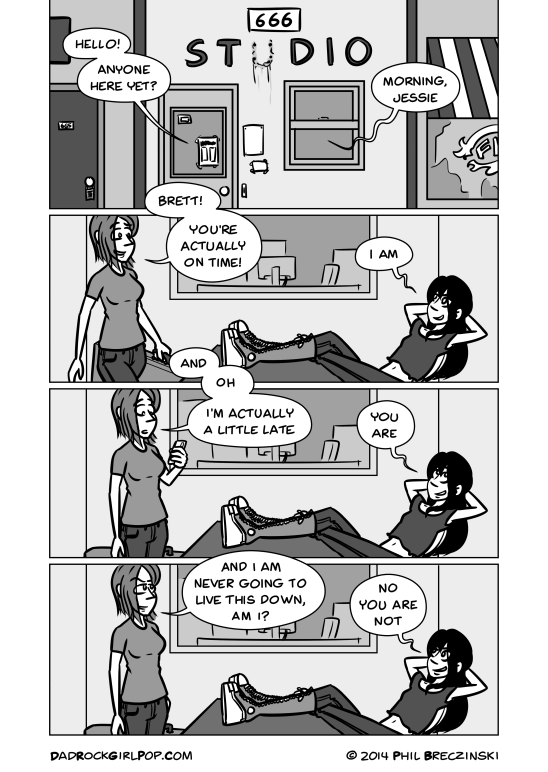 666
STUDIO
HELLO!
ANYONE
HERE YET?
MORNING,
JESSIE
666
BRETT!
YOU'RE
ACTUALLY
ON TIME!
I AM
AND
OH
I'M ACTUALLY
A LITTLE LATE
YOU
ARE
AND I AM
NEVER GOING TO
LIVE THIS DOWN,
AM I?
NO
YOU ARE
NOT
DADROCKGIRLPOP.COM
© 2014 PHIL BRECZINSKI